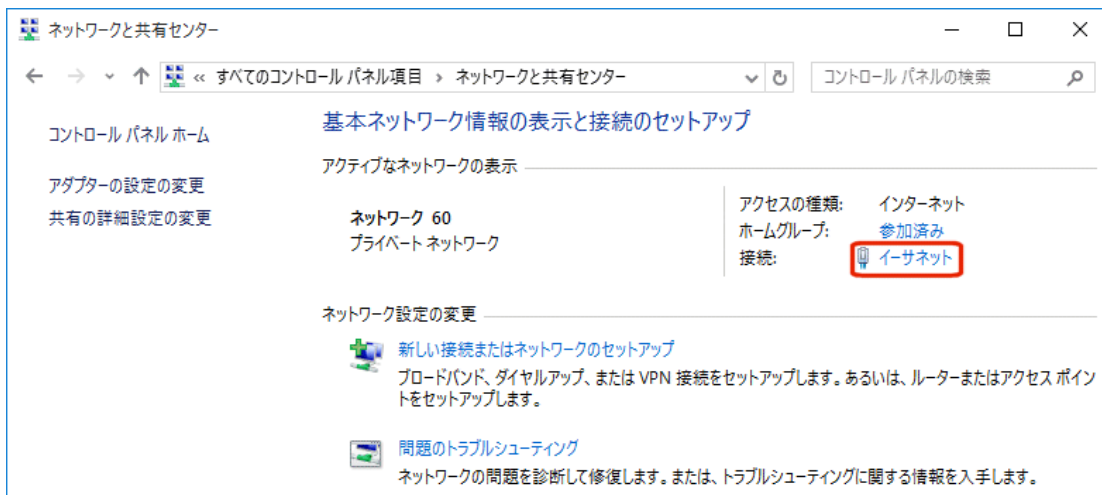 ネットワークと共有センター
« すべてのコントロール パネル項目 › ネットワークと共有センター
コントロール パネルの検索
コントロール パネル ホーム
アダプターの設定の変更
共有の詳細設定の変更
基本ネットワーク情報の表示と接続のセットアップ
アクティブなネットワークの表示
ネットワーク 60
プライベート ネットワーク
アクセスの種類: インターネット
ホームグループ: 参加済み
接続: イーサネット
ネットワーク設定の変更
新しい接続またはネットワークのセットアップ
ブロードバンド、ダイヤルアップ、または VPN 接続をセットアップします。あるいは、ルーターまたはアクセス ポイン
トをセットアップします。
問題のトラブルシューティング
ネットワークの問題を診断して修復します。または、トラブルシューティングに関する情報を入手します。